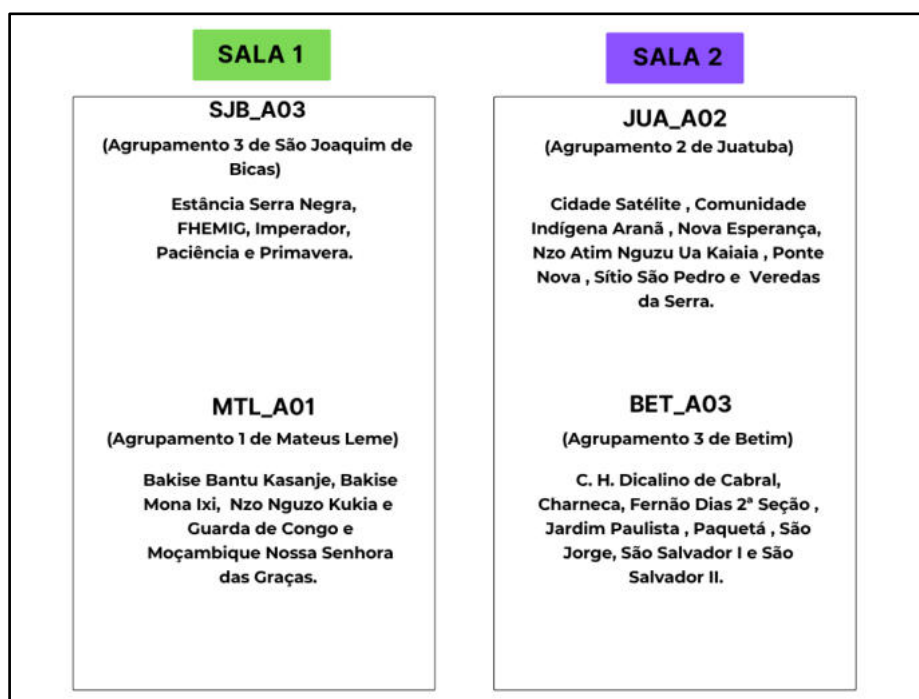 SALA 1
SJB_A03
(Agrupamento 3 de São Joaquim de
Bicas)
Estância Serra Negra,
FHEMIG, Imperador,
Paciência e Primavera.
MTL_A01
(Agrupamento 1 de Mateus Leme)
Bakise Bantu Kasanje, Bakise
Mona Ixi, Nzo Nguzo Kukia e
Guarda de Congo e
Moçambique Nossa Senhora
das Graças.
SALA 2
JUA_A02
(Agrupamento 2 de Juatuba)
Cidade Satélite , Comunidade
Indígena Aranã , Nova Esperança,
Nzo Atim Nguzu Ua Kaiaia , Ponte
Nova , Sítio São Pedro e Veredas
da Serra.
BET_A03
(Agrupamento 3 de Betim)
C. H. Dicalino de Cabral,
Charneca, Fernão Dias 2ª Seção ,
Jardim Paulista , Paquetá , São
Jorge, São Salvador I e São
Salvador II.